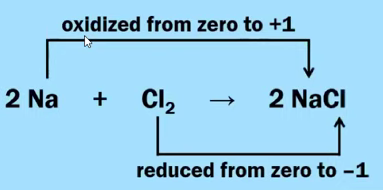 oxidized from zero to +1
2 Na + Cl₂ → 2 NaCl
reduced from zero to –1